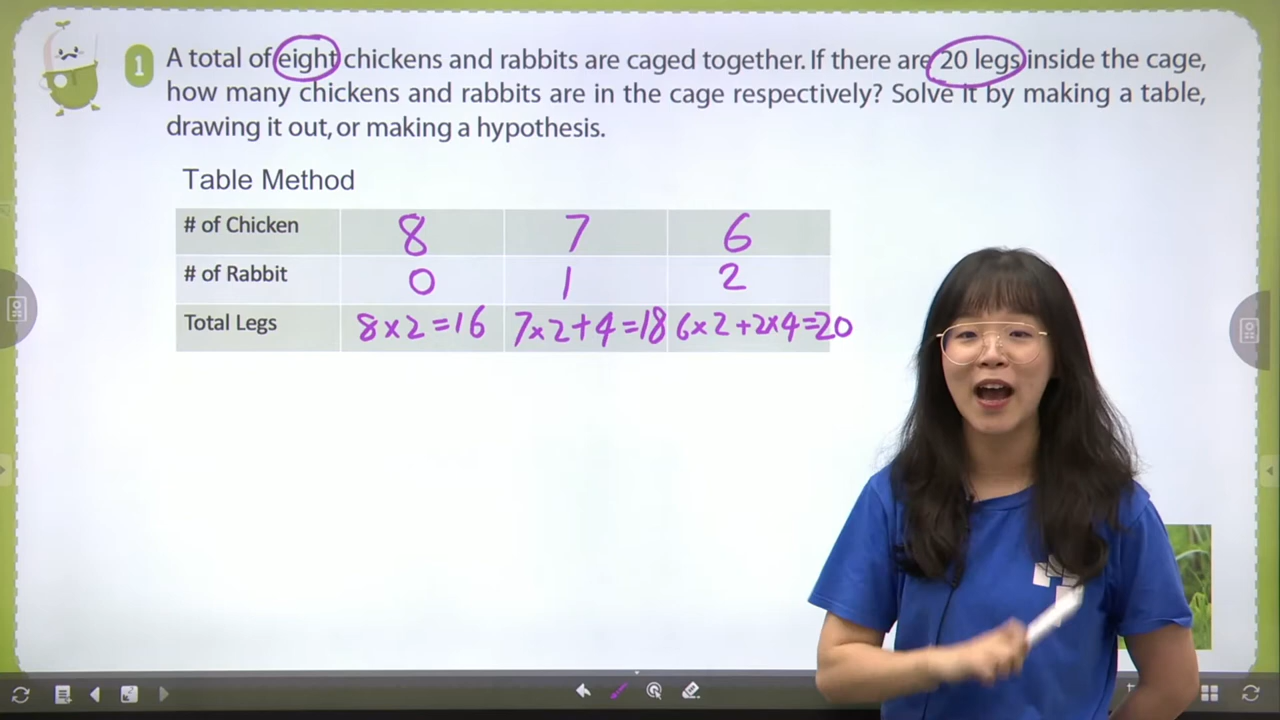 1
A total of eight chickens and rabbits are caged together. If there are 20 legs inside the cage,
how many chickens and rabbits are in the cage respectively? Solve it by making a table,
drawing it out, or making a hypothesis.
Table Method
# of Chicken 8 7 6
# of Rabbit 0 1 2
Total Legs 8×2=16 7×2+4=18 6×2+2×4=20